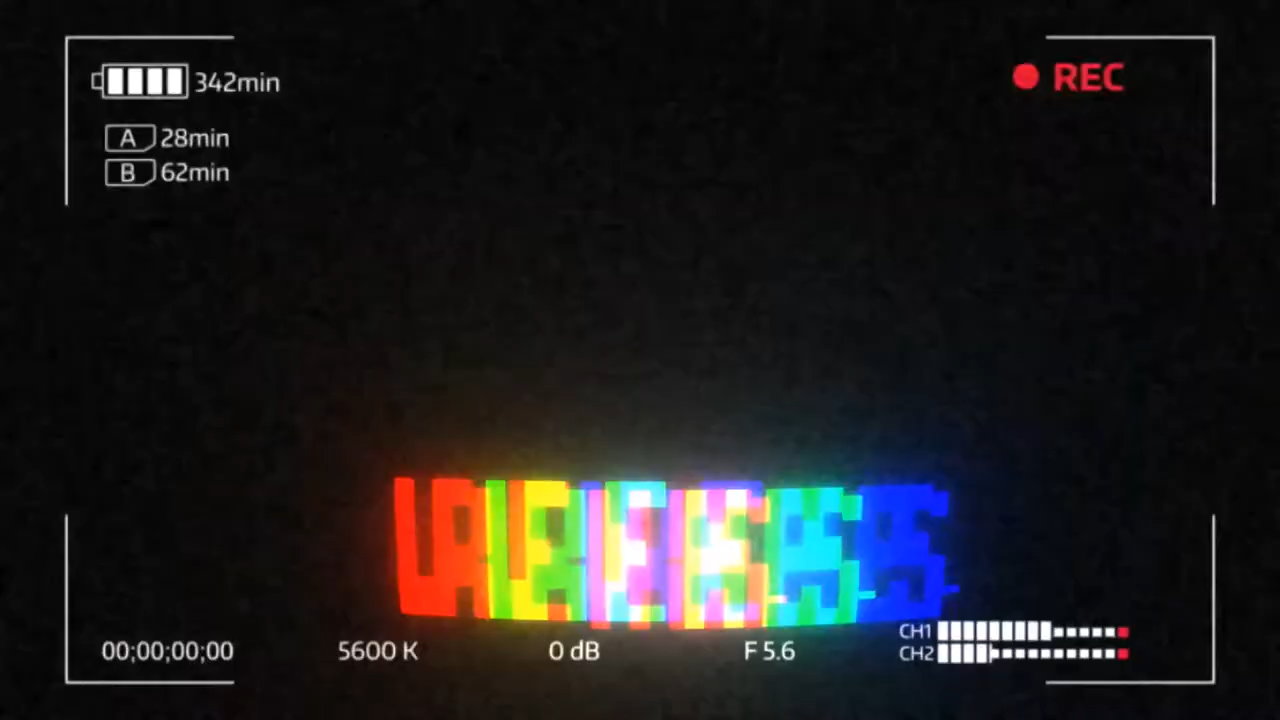 342min
REC
A 28min
B 62min
00;00;00;00
5600 K
0 dB
F 5.6
CH1
CH2